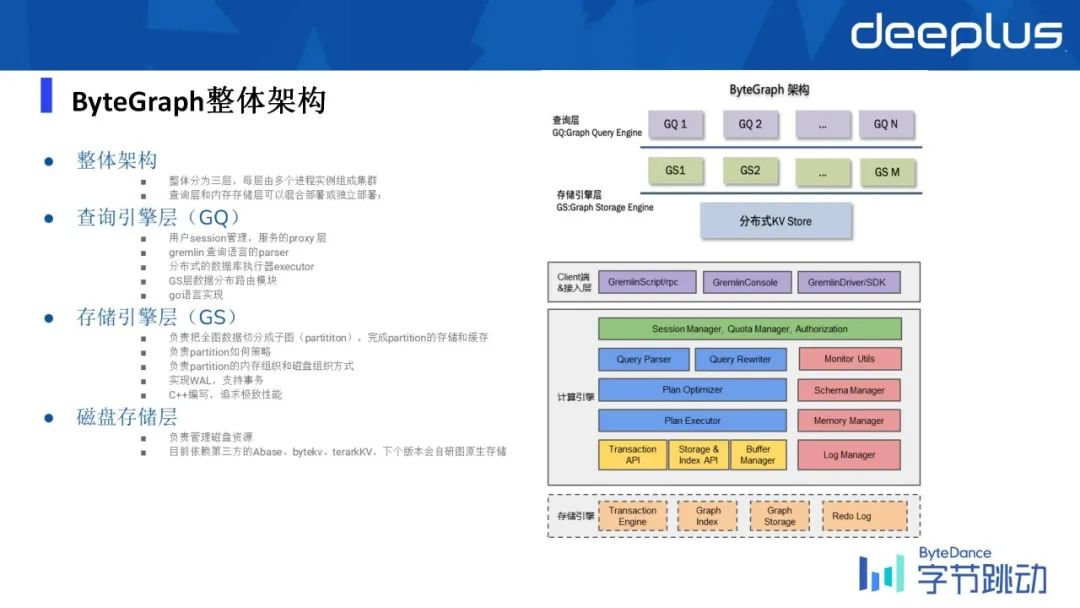 deeplus
ByteGraph整体架构
整体架构
整体分为三层，每层由多个进程实例组成集群
查询层和内存存储层可以混合部署或独立部署；
查询引擎层（GQ）
用户session管理，服务的proxy层
gremlin查询语言的parser
分布式的数据库执行器executor
GS层数据分布路由模块
go语言实现
存储引擎层（GS）
负责把全图数据切分成子图（partititon），完成partition的存储和缓存
负责partition如何策略
负责partition的内存组织和磁盘组织方式
实现WAL，支持事务
C++编写，追求极致性能
磁盘存储层
负责管理磁盘资源
目前依赖第三方的Abase、bytekv、terarkKV，下个版本会自研图原生存储
ByteGraph 架构
查询层
GQ:Graph Query Engine
GQ 1
GQ 2
...
GQ N
GS1
GS2
...
GS M
存储引擎层
GS:Graph Storage Engine
分布式KV Store
Client端
&接入层
GremlinScript/rpc
GremlinConsole
GremlinDriver/SDK
Session Manager, Quota Manager, Authorization
Query Parser
Query Rewriter
Monitor Utils
Plan Optimizer
Schema Manager
计算引擎
Plan Executor
Memory Manager
Transaction
API
Storage &
Index API
Buffer
Manager
Log Manager
存储引擎
Transaction
Engine
Graph
Index
Graph
Storage
Redo Log
ByteDance
字节跳动